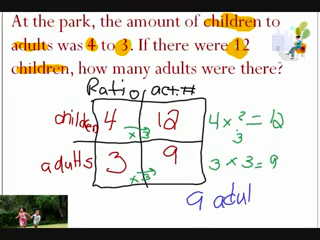 At the park, the amount of children to
adults was 4 to 3. If there were 12
children, how many adults were there?
Ratio act.#
children 4 x3 12 4 x ? = 12
3
adults 3 x3 9 3 x 3 = 9
9 adul